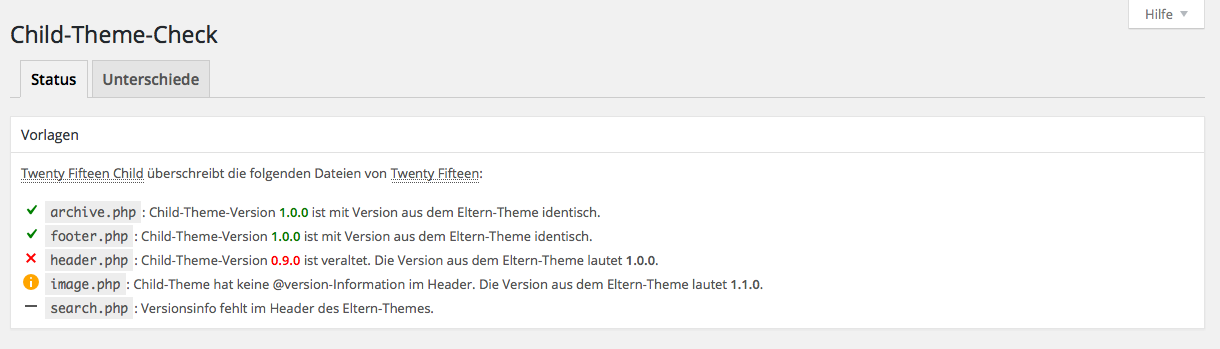 Hilfe
Child-Theme-Check
Status Unterschiede
Vorlagen
Twenty Fifteen Child überschreibt die folgenden Dateien von Twenty Fifteen:
archive.php : Child-Theme-Version 1.0.0 ist mit Version aus dem Eltern-Theme identisch.
footer.php : Child-Theme-Version 1.0.0 ist mit Version aus dem Eltern-Theme identisch.
header.php : Child-Theme-Version 0.9.0 ist veraltet. Die Version aus dem Eltern-Theme lautet 1.0.0.
image.php : Child-Theme hat keine @version-Information im Header. Die Version aus dem Eltern-Theme lautet 1.1.0.
search.php : Versionsinfo fehlt im Header des Eltern-Themes.